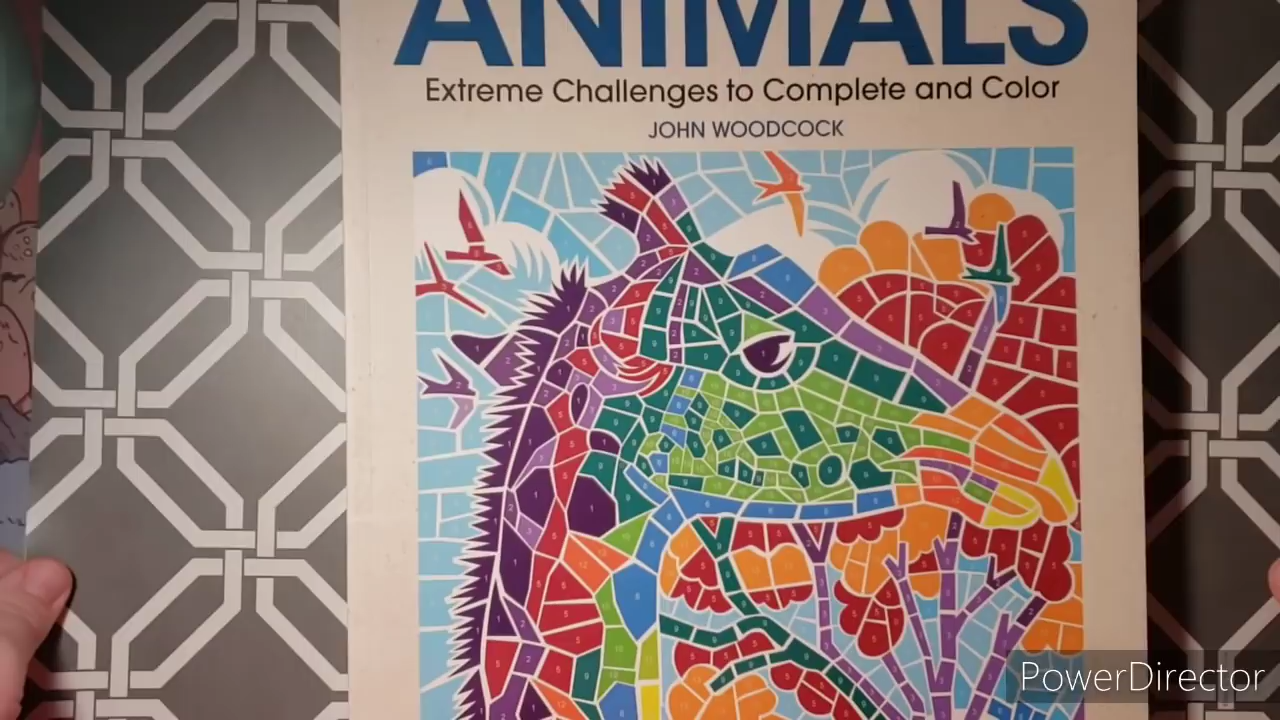 ANIMALS
Extreme Challenges to Complete and Color
JOHN WOODCOCK
PowerDirector